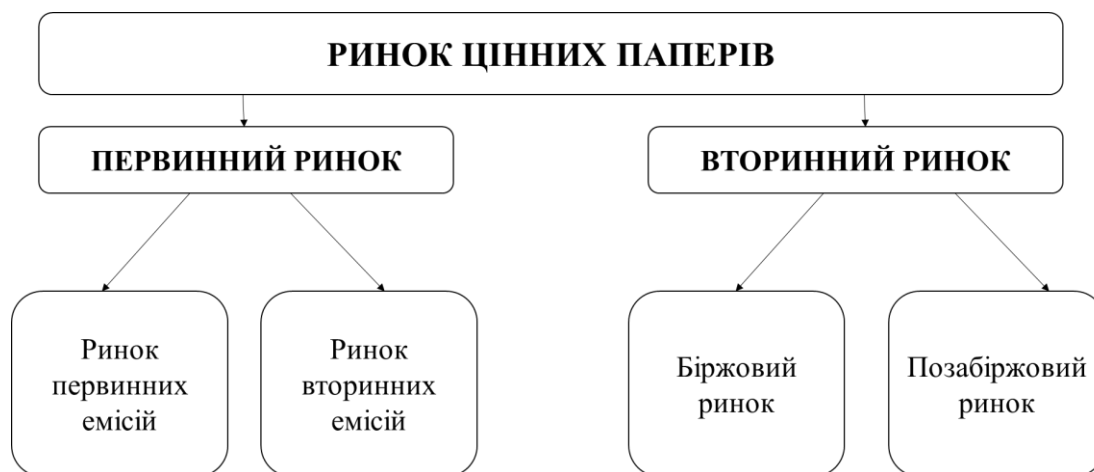 РИНОК ЦІННИХ ПАПЕРІВ
ПЕРВИННИЙ РИНОК
ВТОРИННИЙ РИНОК
Ринок
первинних
емісій
Ринок
вторинних
емісій
Біржовий
ринок
Позабіржовий
ринок